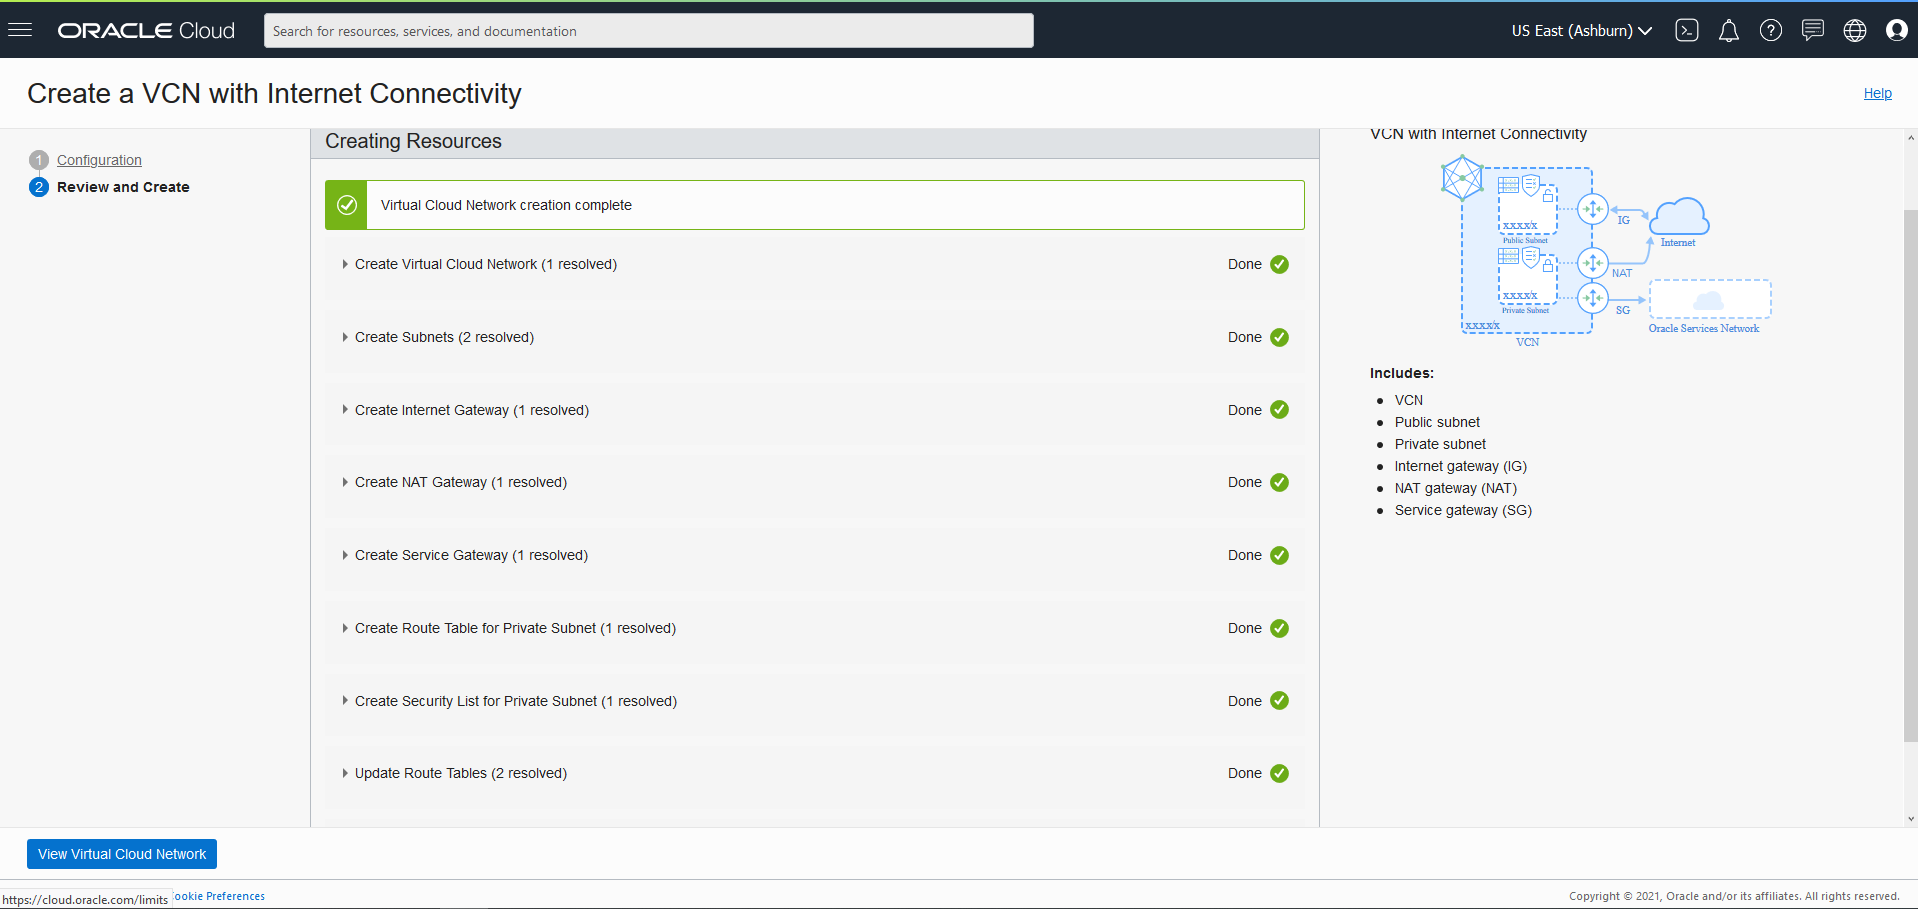 ORACLE Cloud
Search for resources, services, and documentation
US East (Ashburn)
Create a VCN with Internet Connectivity
Help
1 Configuration
2 Review and Create
Creating Resources
Virtual Cloud Network creation complete
Create Virtual Cloud Network (1 resolved) Done
Create Subnets (2 resolved) Done
Create Internet Gateway (1 resolved) Done
Create NAT Gateway (1 resolved) Done
Create Service Gateway (1 resolved) Done
Create Route Table for Private Subnet (1 resolved) Done
Create Security List for Private Subnet (1 resolved) Done
Update Route Tables (2 resolved) Done
VCN with Internet Connectivity
xxxx/x
Public Subnet
IG
Internet
NAT
xxxx/x
Private Subnet
SG
xxxx/x
Oracle Services Network
VCN
Includes:
VCN
Public subnet
Private subnet
Internet gateway (IG)
NAT gateway (NAT)
Service gateway (SG)
View Virtual Cloud Network
https://cloud.oracle.com/limits
ookie Preferences
Copyright © 2021, Oracle and/or its affiliates. All rights reserved.